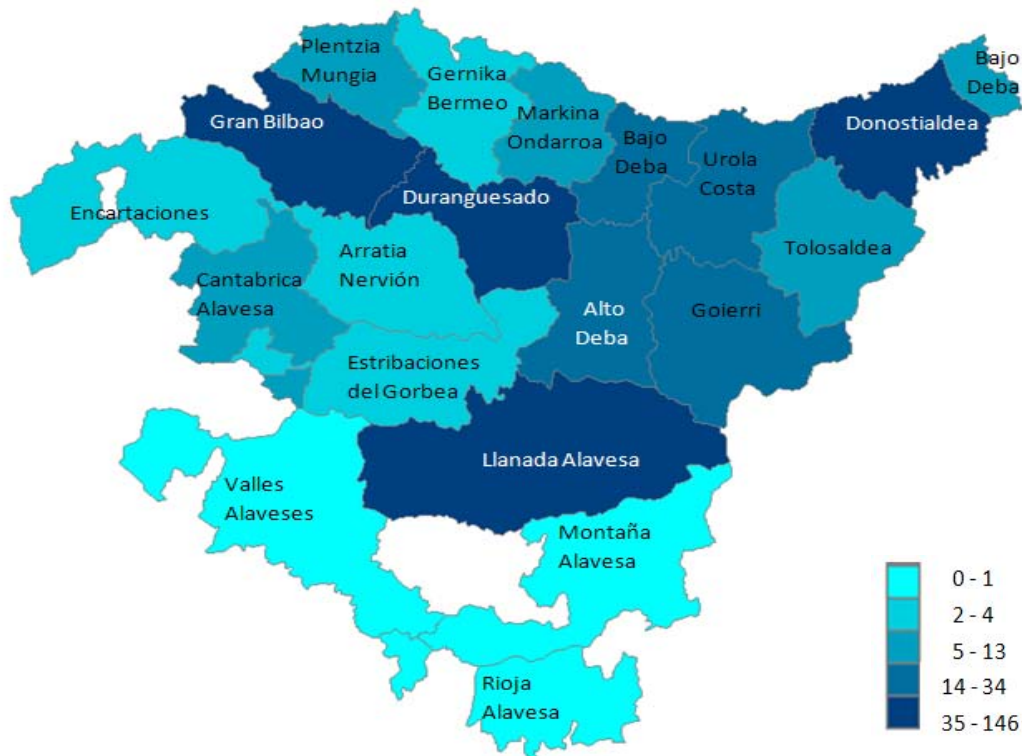 Plentzia
Mungia
Gernika
Bermeo
Bajo
Deba
Gran Bilbao
Markina
Ondarroa
Bajo
Deba
Urola
Costa
Donostialdea
Duranguesado
Encartaciones
Arratia
Nervión
Tolosaldea
Cantabrica
Alavesa
Alto
Deba
Goierri
Estribaciones
del Gorbea
Llanada Alavesa
Valles
Alaveses
Montaña
Alavesa
Rioja
Alavesa
0 - 1
2 - 4
5 - 13
14 - 34
35 - 146